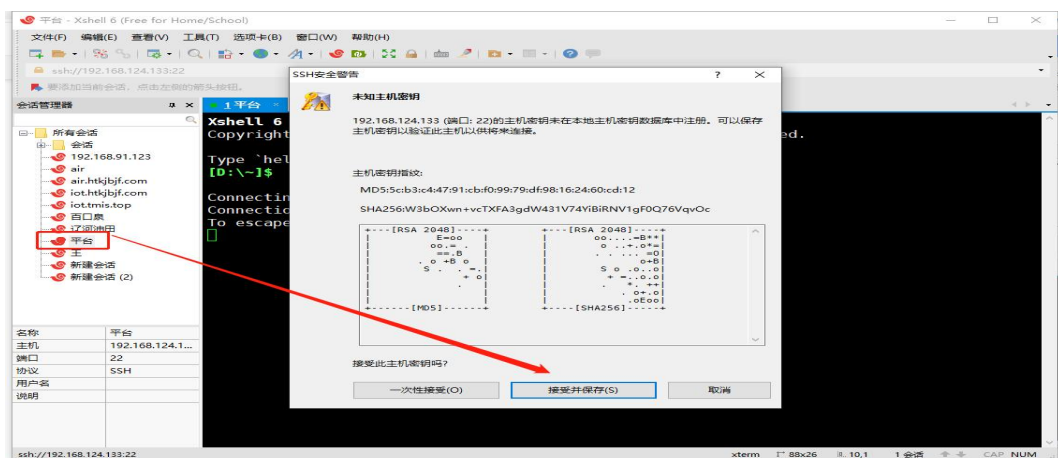 平台 - Xshell 6 (Free for Home/School)
文件(F) 编辑(E) 查看(V) 工具(T) 选项卡(B) 窗口(W) 帮助(H)
ssh://192.168.124.133:22
要添加当前会话，点击左侧的箭头按钮。
会话管理器
1 平台
所有会话
会话
192.168.91.123
air
air.htkjbjf.com
iot.htkjbjf.com
iot.tmis.top
百口泉
辽河油田
平台
王
新建会话
新建会话 (2)
名称 平台
主机 192.168.124.1...
端口 22
协议 SSH
用户名
说明
Xshell 6
Copyright
ed.
Type `hel
[D:\~]$
Connectin
Connectio
To escape
SSH安全警告
未知主机密钥
192.168.124.133 (端口: 22)的主机密钥未在本地主机密钥数据库中注册。可以保存
主机密钥以验证此主机以供将来连接。
主机密钥指纹:
MD5:5c:b3:c4:47:91:cb:f0:99:79:df:98:16:24:60:cd:12
SHA256:W3bOXwn+vcTXFA3gdW431V74YiBiRNV1gF0Q76VqvOc
+---[RSA 2048]----+ +---[RSA 2048]----+
+------[MD5]------+ +----[SHA256]-----+
接受此主机密钥吗?
一次性接受(O) 接受并保存(S) 取消
ssh://192.168.124.133:22 xterm 88x26 10,1 1 会话 CAP NUM